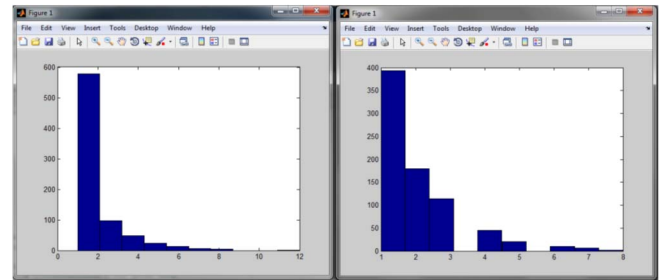 Figure 1
File Edit View Insert Tools Desktop Window Help
600
500
400
300
200
100
0
0 2 4 6 8 10 12
Figure 1
File Edit View Insert Tools Desktop Window Help
400
350
300
250
200
150
100
50
0
1 2 3 4 5 6 7 8